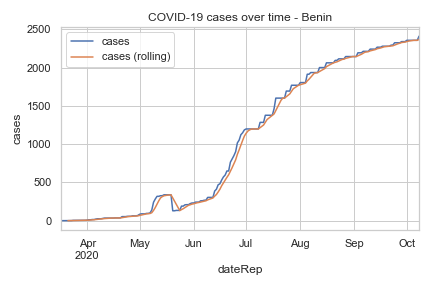 COVID-19 cases over time - Benin
cases
cases (rolling)
2500
2000
1500
1000
500
0
cases
Apr May Jun Jul Aug Sep Oct
2020
dateRep